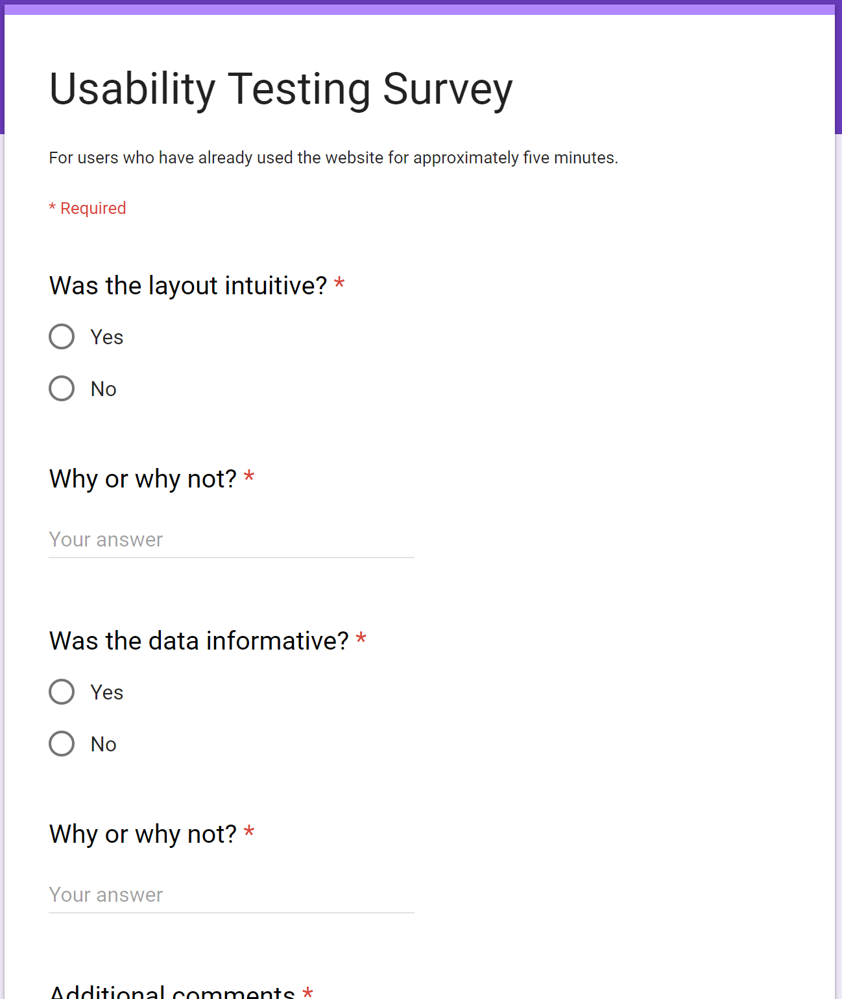 Usability Testing Survey
For users who have already used the website for approximately five minutes.
* Required
Was the layout intuitive? *
Yes
No
Why or why not? *
Your answer
Was the data informative? *
Yes
No
Why or why not? *
Your answer
Additional comments *